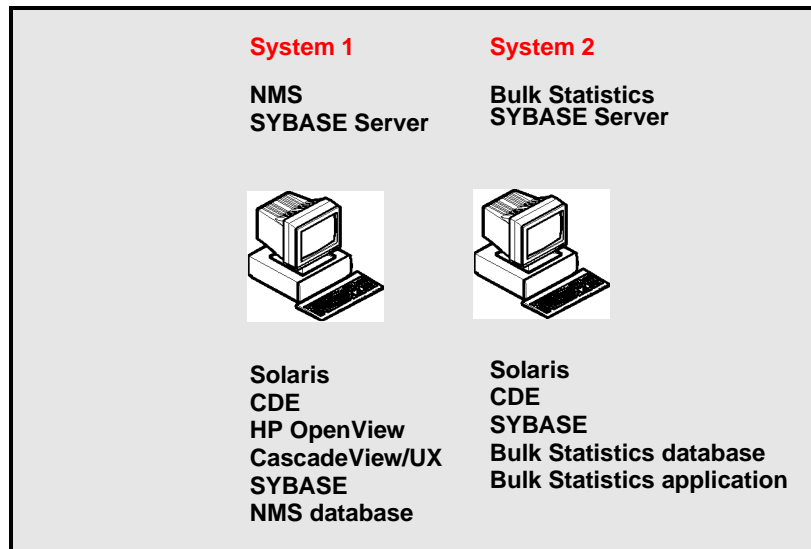 System 1
NMS
SYBASE Server
Solaris
CDE
HP OpenView
CascadeView/UX
SYBASE
NMS database
System 2
Bulk Statistics
SYBASE Server
Solaris
CDE
SYBASE
Bulk Statistics database
Bulk Statistics application